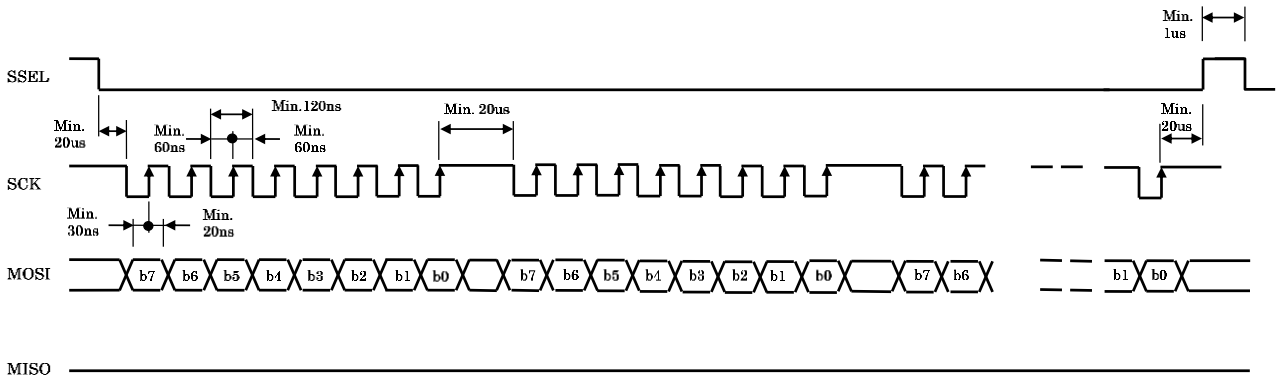 Min.
1us
SSEL
Min.
20us
Min.
60ns
Min.120ns
Min.
60ns
Min. 20us
Min.
20us
SCK
Min.
30ns
Min.
20ns
MOSI
b7 b6 b5 b4 b3 b2 b1 b0 b7 b6 b5 b4 b3 b2 b1 b0 b7 b6 b1 b0
MISO